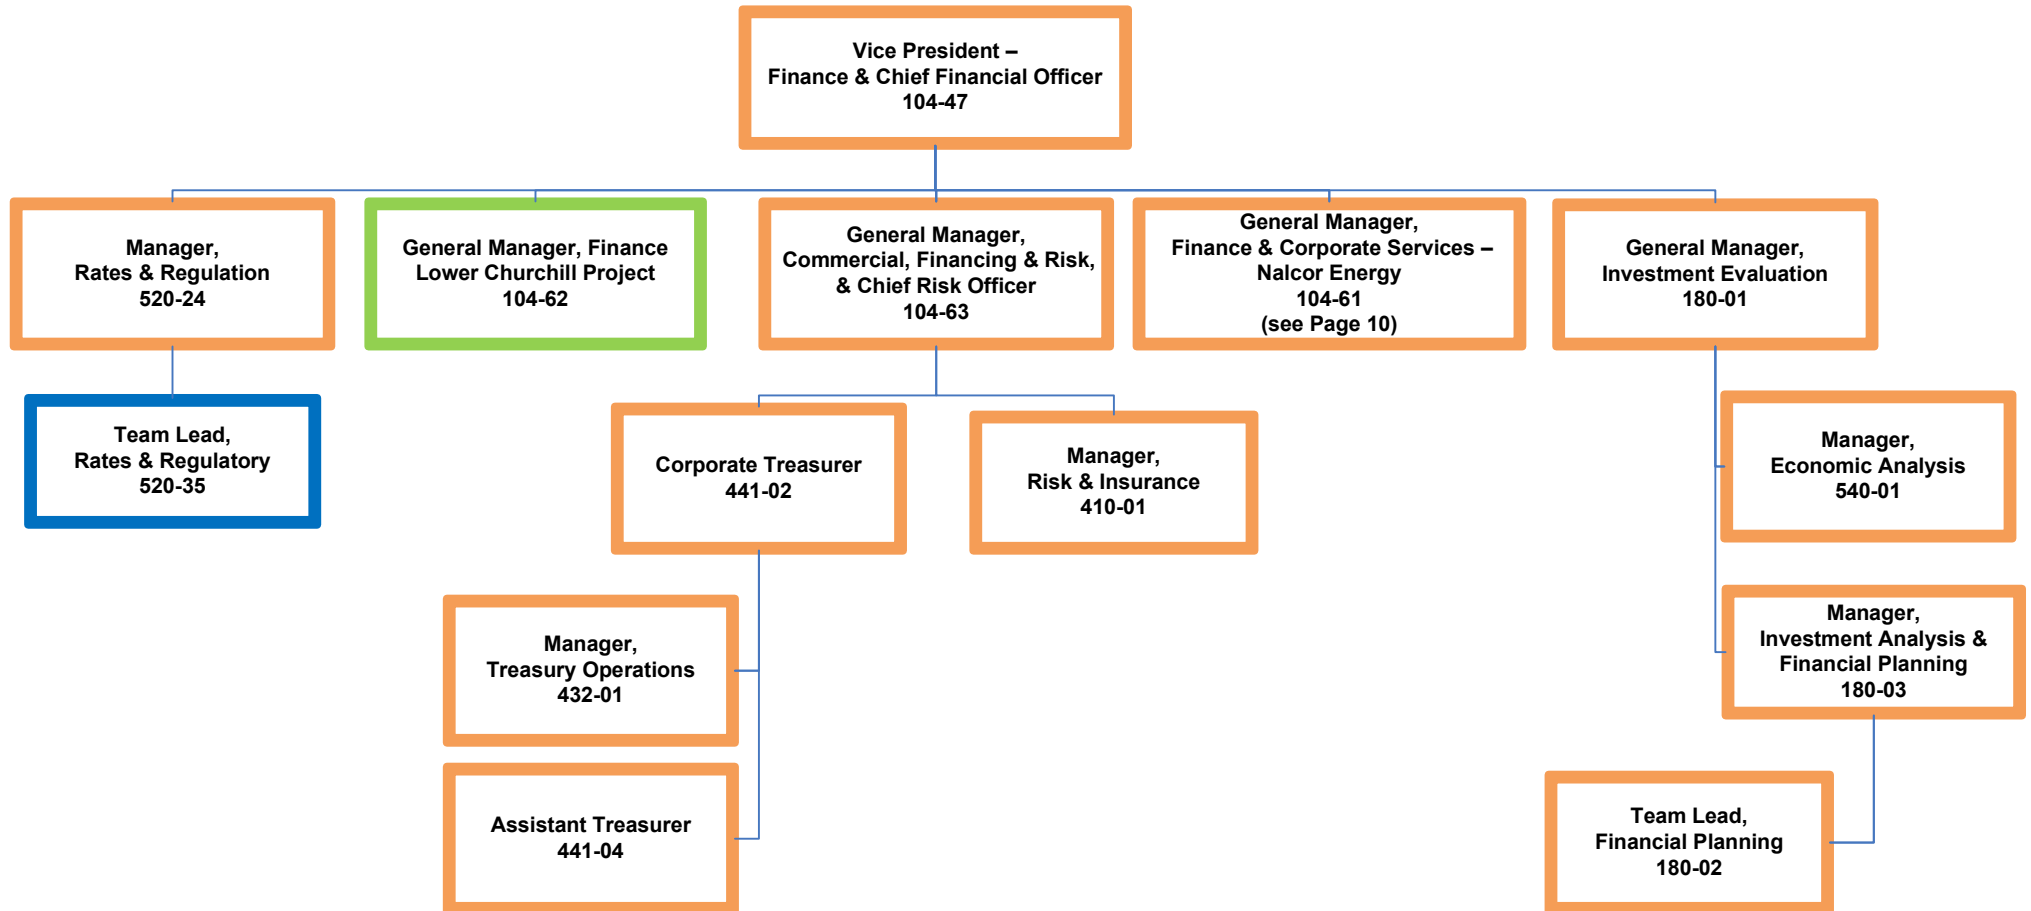 Vice President –
Finance & Chief Financial Officer
104-47
Manager,
Rates & Regulation
520-24
General Manager, Finance
Lower Churchill Project
104-62
General Manager,
Commercial, Financing & Risk,
& Chief Risk Officer
104-63
General Manager,
Finance & Corporate Services –
Nalcor Energy
104-61
(see Page 10)
General Manager,
Investment Evaluation
180-01
Team Lead,
Rates & Regulatory
520-35
Corporate Treasurer
441-02
Manager,
Risk & Insurance
410-01
Manager,
Economic Analysis
540-01
Manager,
Treasury Operations
432-01
Manager,
Investment Analysis &
Financial Planning
180-03
Assistant Treasurer
441-04
Team Lead,
Financial Planning
180-02